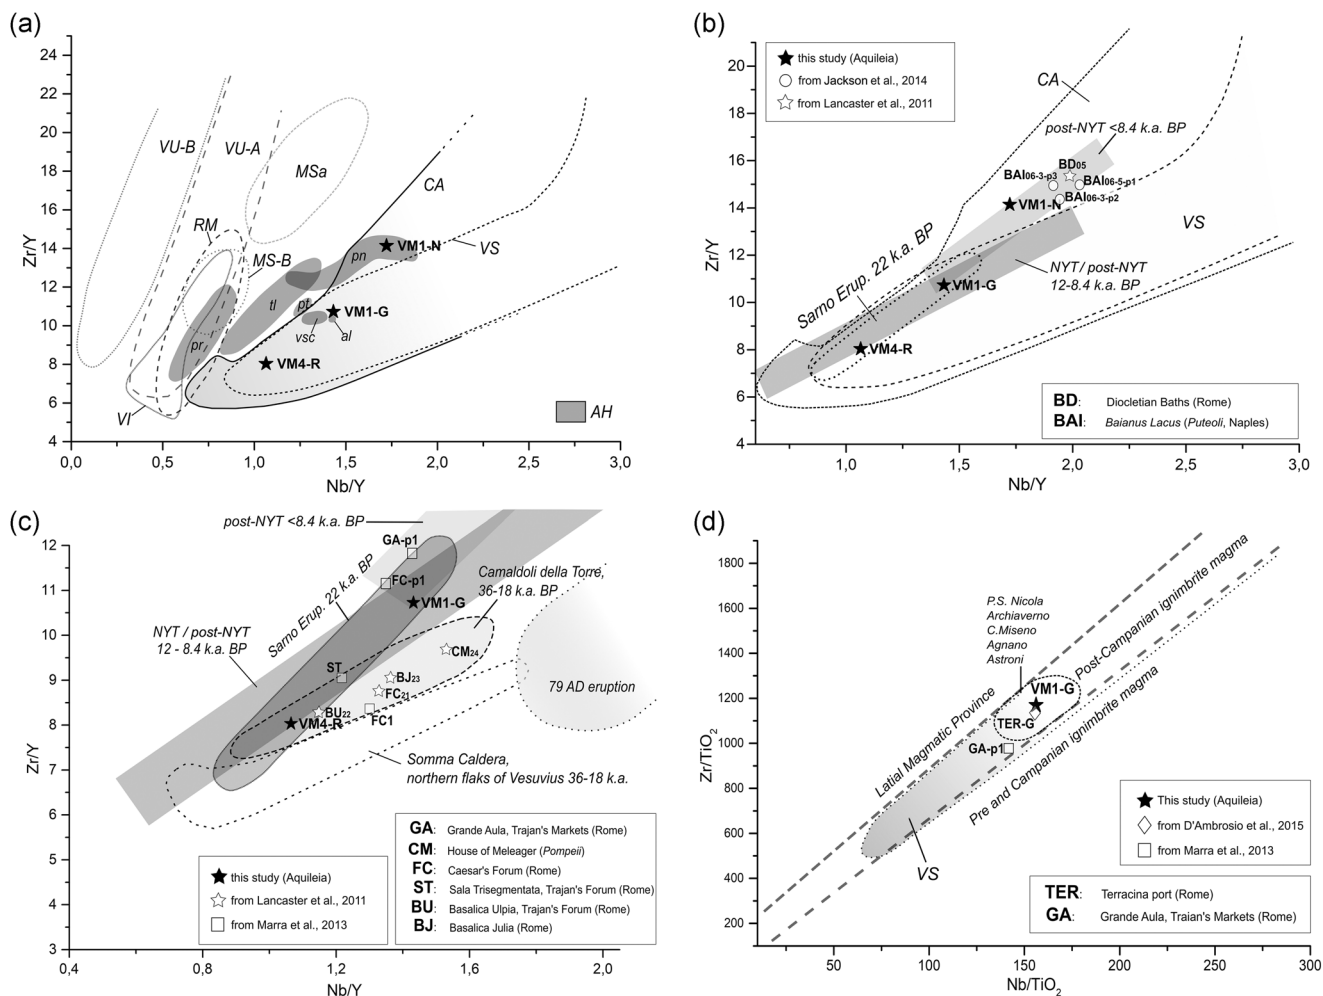 (a)
24
22
20
18
16
14
12
10
8
6
4
Zr/Y
0,0
0,5
1,0
1,5
2,0
2,5
3,0
Nb/Y
VU-B
VU-A
MSa
RM
MS-B
CA
VS
VI
pr
tl
pt
pn
vsc
al
VM1-N
VM1-G
VM4-R
AH
(b)
this study (Aquileia)
from Jackson et al., 2014
from Lancaster et al., 2011
20
18
16
14
12
10
8
6
4
Zr/Y
1,0
1,5
2,0
2,5
3,0
Nb/Y
CA
post-NYT <8.4 k.a. BP
BD05
BAI06-3-p3
BAI06-5-p1
BAI06-3-p2
VM1-N
VS
Sarno Erup. 22 k.a. BP
NYT/post-NYT
12-8.4 k.a. BP
VM1-G
VM4-R
BD: Diocletian Baths (Rome)
BAI: Baianus Lacus (Puteoli, Naples)
(c)
post-NYT <8.4 k.a. BP
12
11
10
9
8
7
6
5
4
3
Zr/Y
0,4
0,8
1,2
1,6
2,0
Nb/Y
GA-p1
FC-p1
VM1-G
Sarno Erup. 22 k.a. BP
Camaldoli della Torre,
36-18 k.a. BP
NYT / post-NYT
12 - 8.4 k.a. BP
ST
CM24
BJ23
FC21
BU22
FC1
VM4-R
79 AD eruption
Somma Caldera,
northern flaks of Vesuvius 36-18 k.a.
this study (Aquileia)
from Lancaster et al., 2011
from Marra et al., 2013
GA: Grande Aula, Trajan's Markets (Rome)
CM: House of Meleager (Pompeii)
FC: Caesar's Forum (Rome)
ST: Sala Trisegmentata, Trajan's Forum (Rome)
BU: Basalica Ulpia, Trajan's Forum (Rome)
BJ: Basalica Julia (Rome)
(d)
1800
1600
1400
1200
1000
800
600
400
200
Zr/TiO2
50
100
150
200
250
300
Nb/TiO2
P.S. Nicola
Archiaverno
C.Miseno
Agnano
Astroni
Latial Magmatic Province
Post-Campanian ignimbrite magma
Pre and Campanian ignimbrite magma
VM1-G
TER-G
GA-p1
VS
This study (Aquileia)
from D'Ambrosio et al., 2015
from Marra et al., 2013
TER: Terracina port (Rome)
GA: Grande Aula, Traian's Markets (Rome)